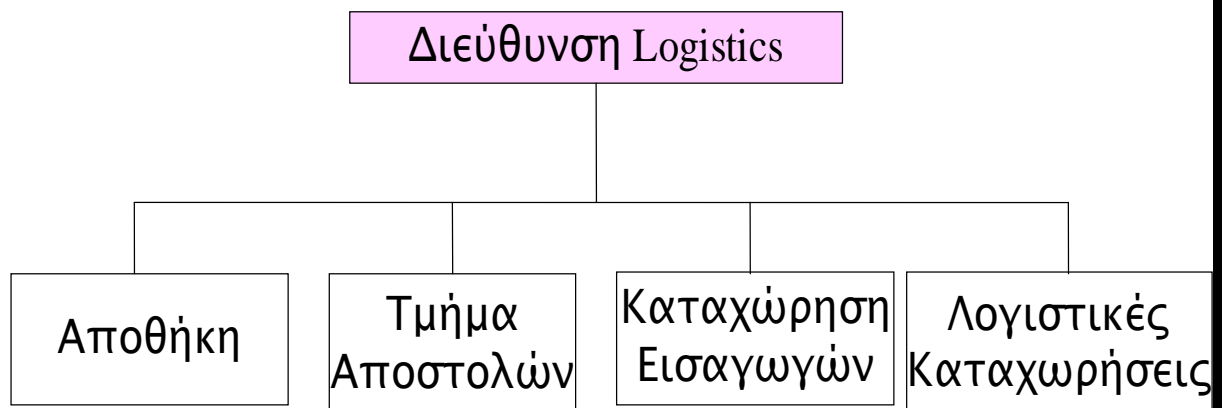 Διεύθυνση Logistics
Αποθήκη
Τμήμα
Αποστολών
Καταχώρηση
Εισαγωγών
Λογιστικές
Καταχωρήσεις